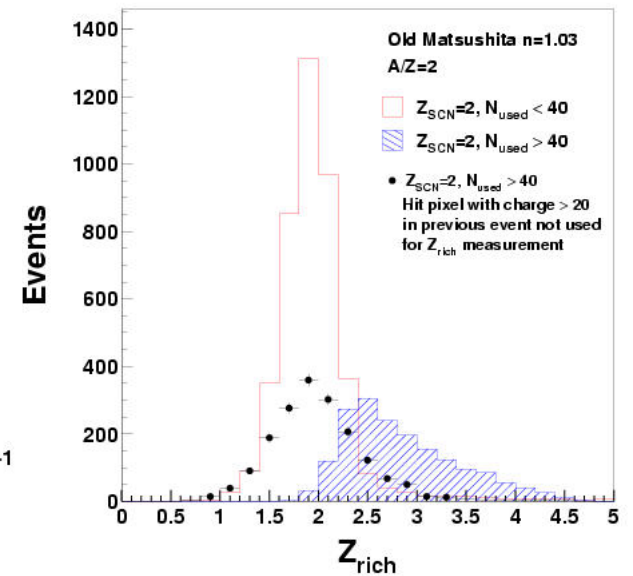 1400
1200
1000
800
600
400
200
0
Events
-1
Old Matsushita n=1.03
A/Z=2
Z_SCN=2, N_used < 40
Z_SCN=2, N_used > 40
• Z_SCN=2, N_used > 40
Hit pixel with charge > 20
in previous event not used
for Z_rich measurement
0 0.5 1 1.5 2 2.5 3 3.5 4 4.5 5
Z_rich